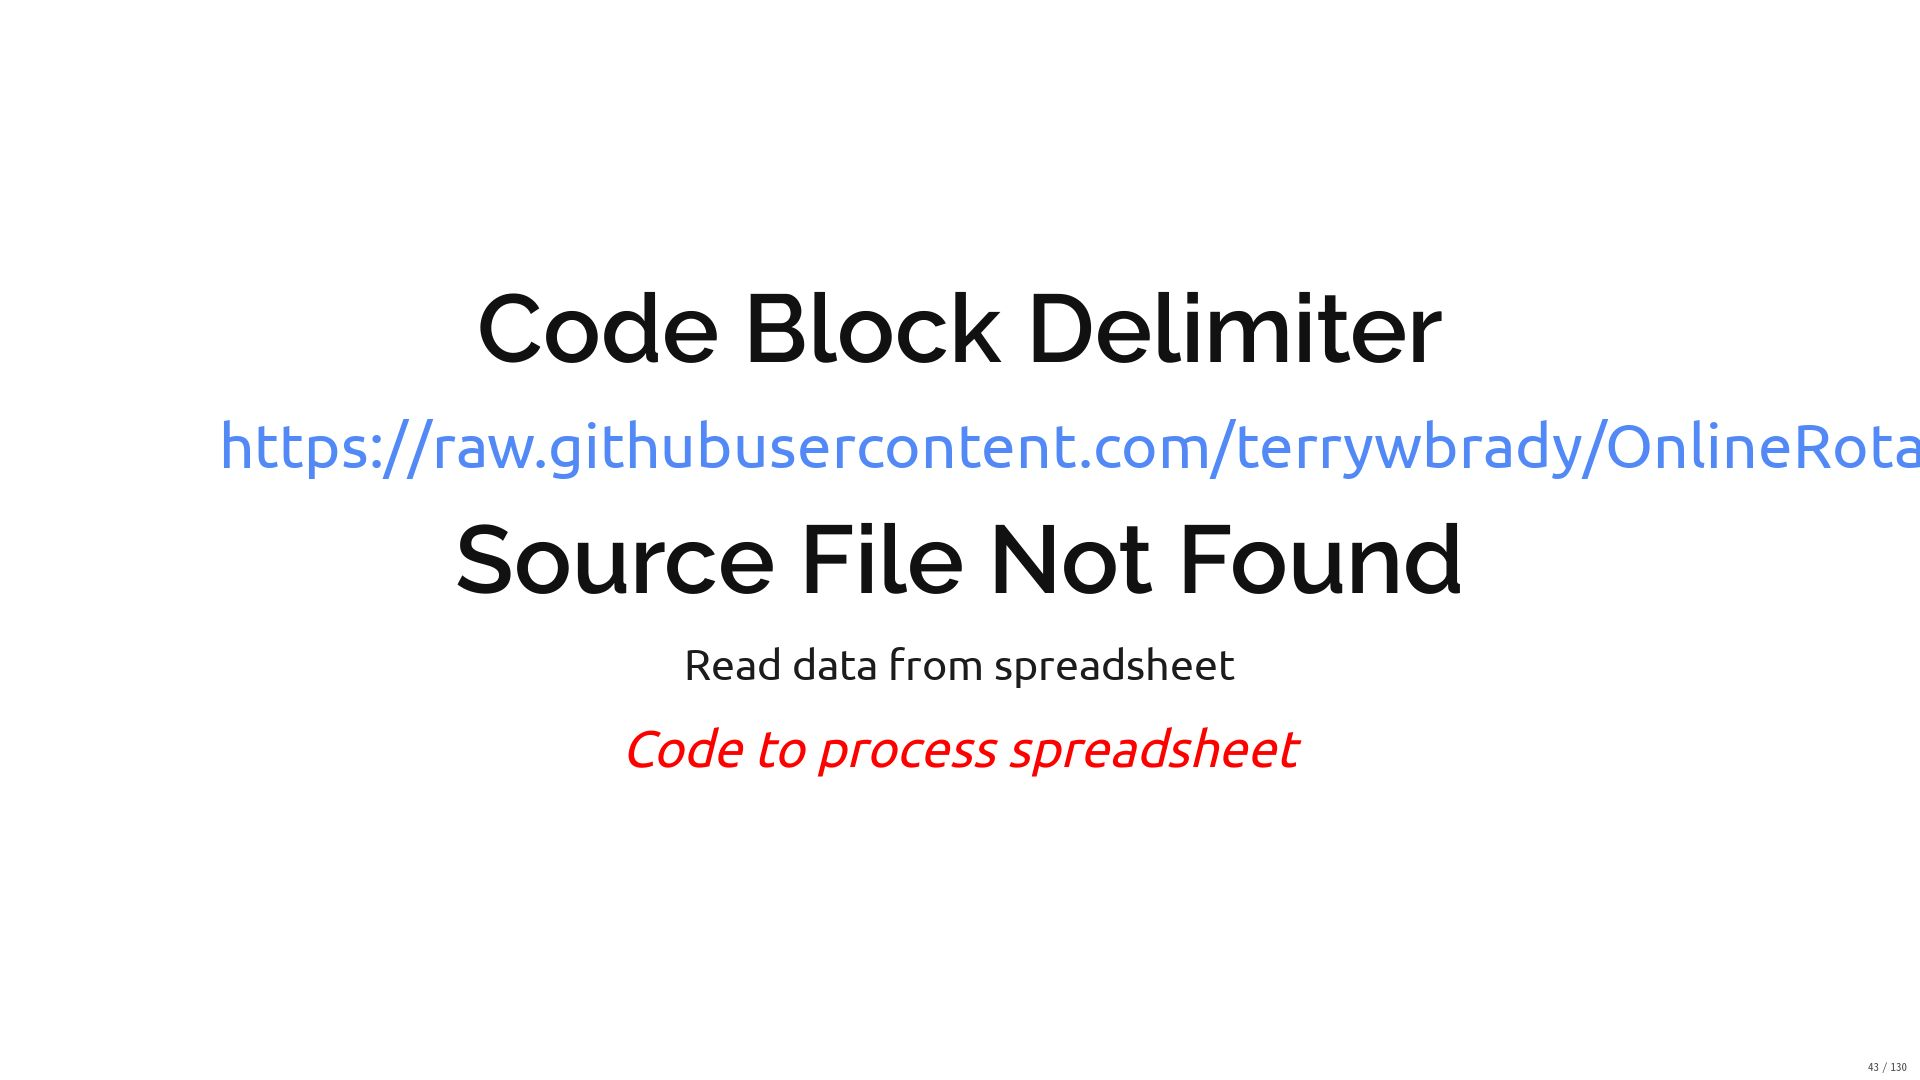 Code Block Delimiter
https://raw.githubusercontent.com/terrywbrady/OnlineRota
Source File Not Found
Read data from spreadsheet
Code to process spreadsheet
43 / 130